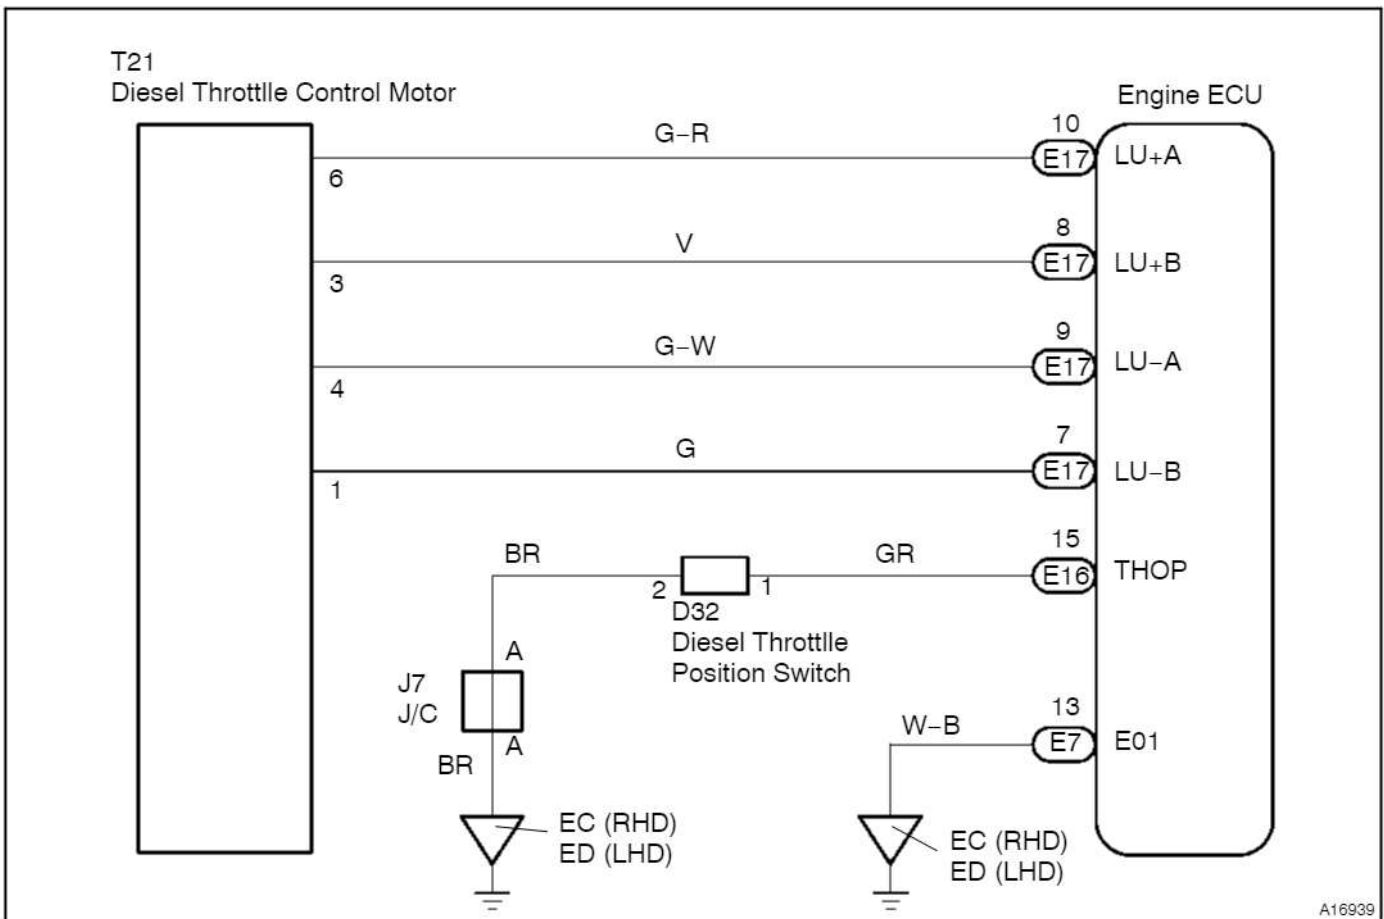 T21
Diesel Throttlle Control Motor
Engine ECU
G−R
10
6
E17
LU+A
V
8
3
E17
LU+B
G−W
9
4
E17
LU−A
G
7
1
E17
LU−B
BR
GR
15
2
1
E16
THOP
D32
Diesel Throttlle
Position Switch
A
J7
J/C
A
BR
13
W−B
E7
E01
EC (RHD)
ED (LHD)
EC (RHD)
ED (LHD)
A16939